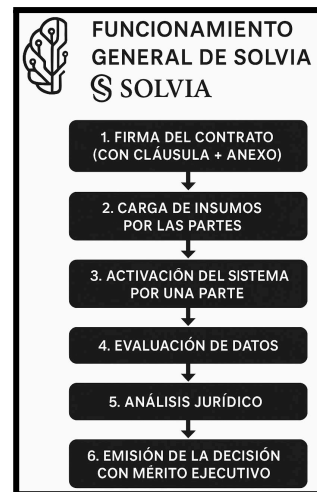 FUNCIONAMIENTO
GENERAL DE SOLVIA
SOLVIA
1. FIRMA DEL CONTRATO
(CON CLÁUSULA + ANEXO)
2. CARGA DE INSUMOS
POR LAS PARTES
3. ACTIVACIÓN DEL SISTEMA
POR UNA PARTE
4. EVALUACIÓN DE DATOS
5. ANÁLISIS JURÍDICO
6. EMISIÓN DE LA DECISIÓN
CON MÉRITO EJECUTIVO